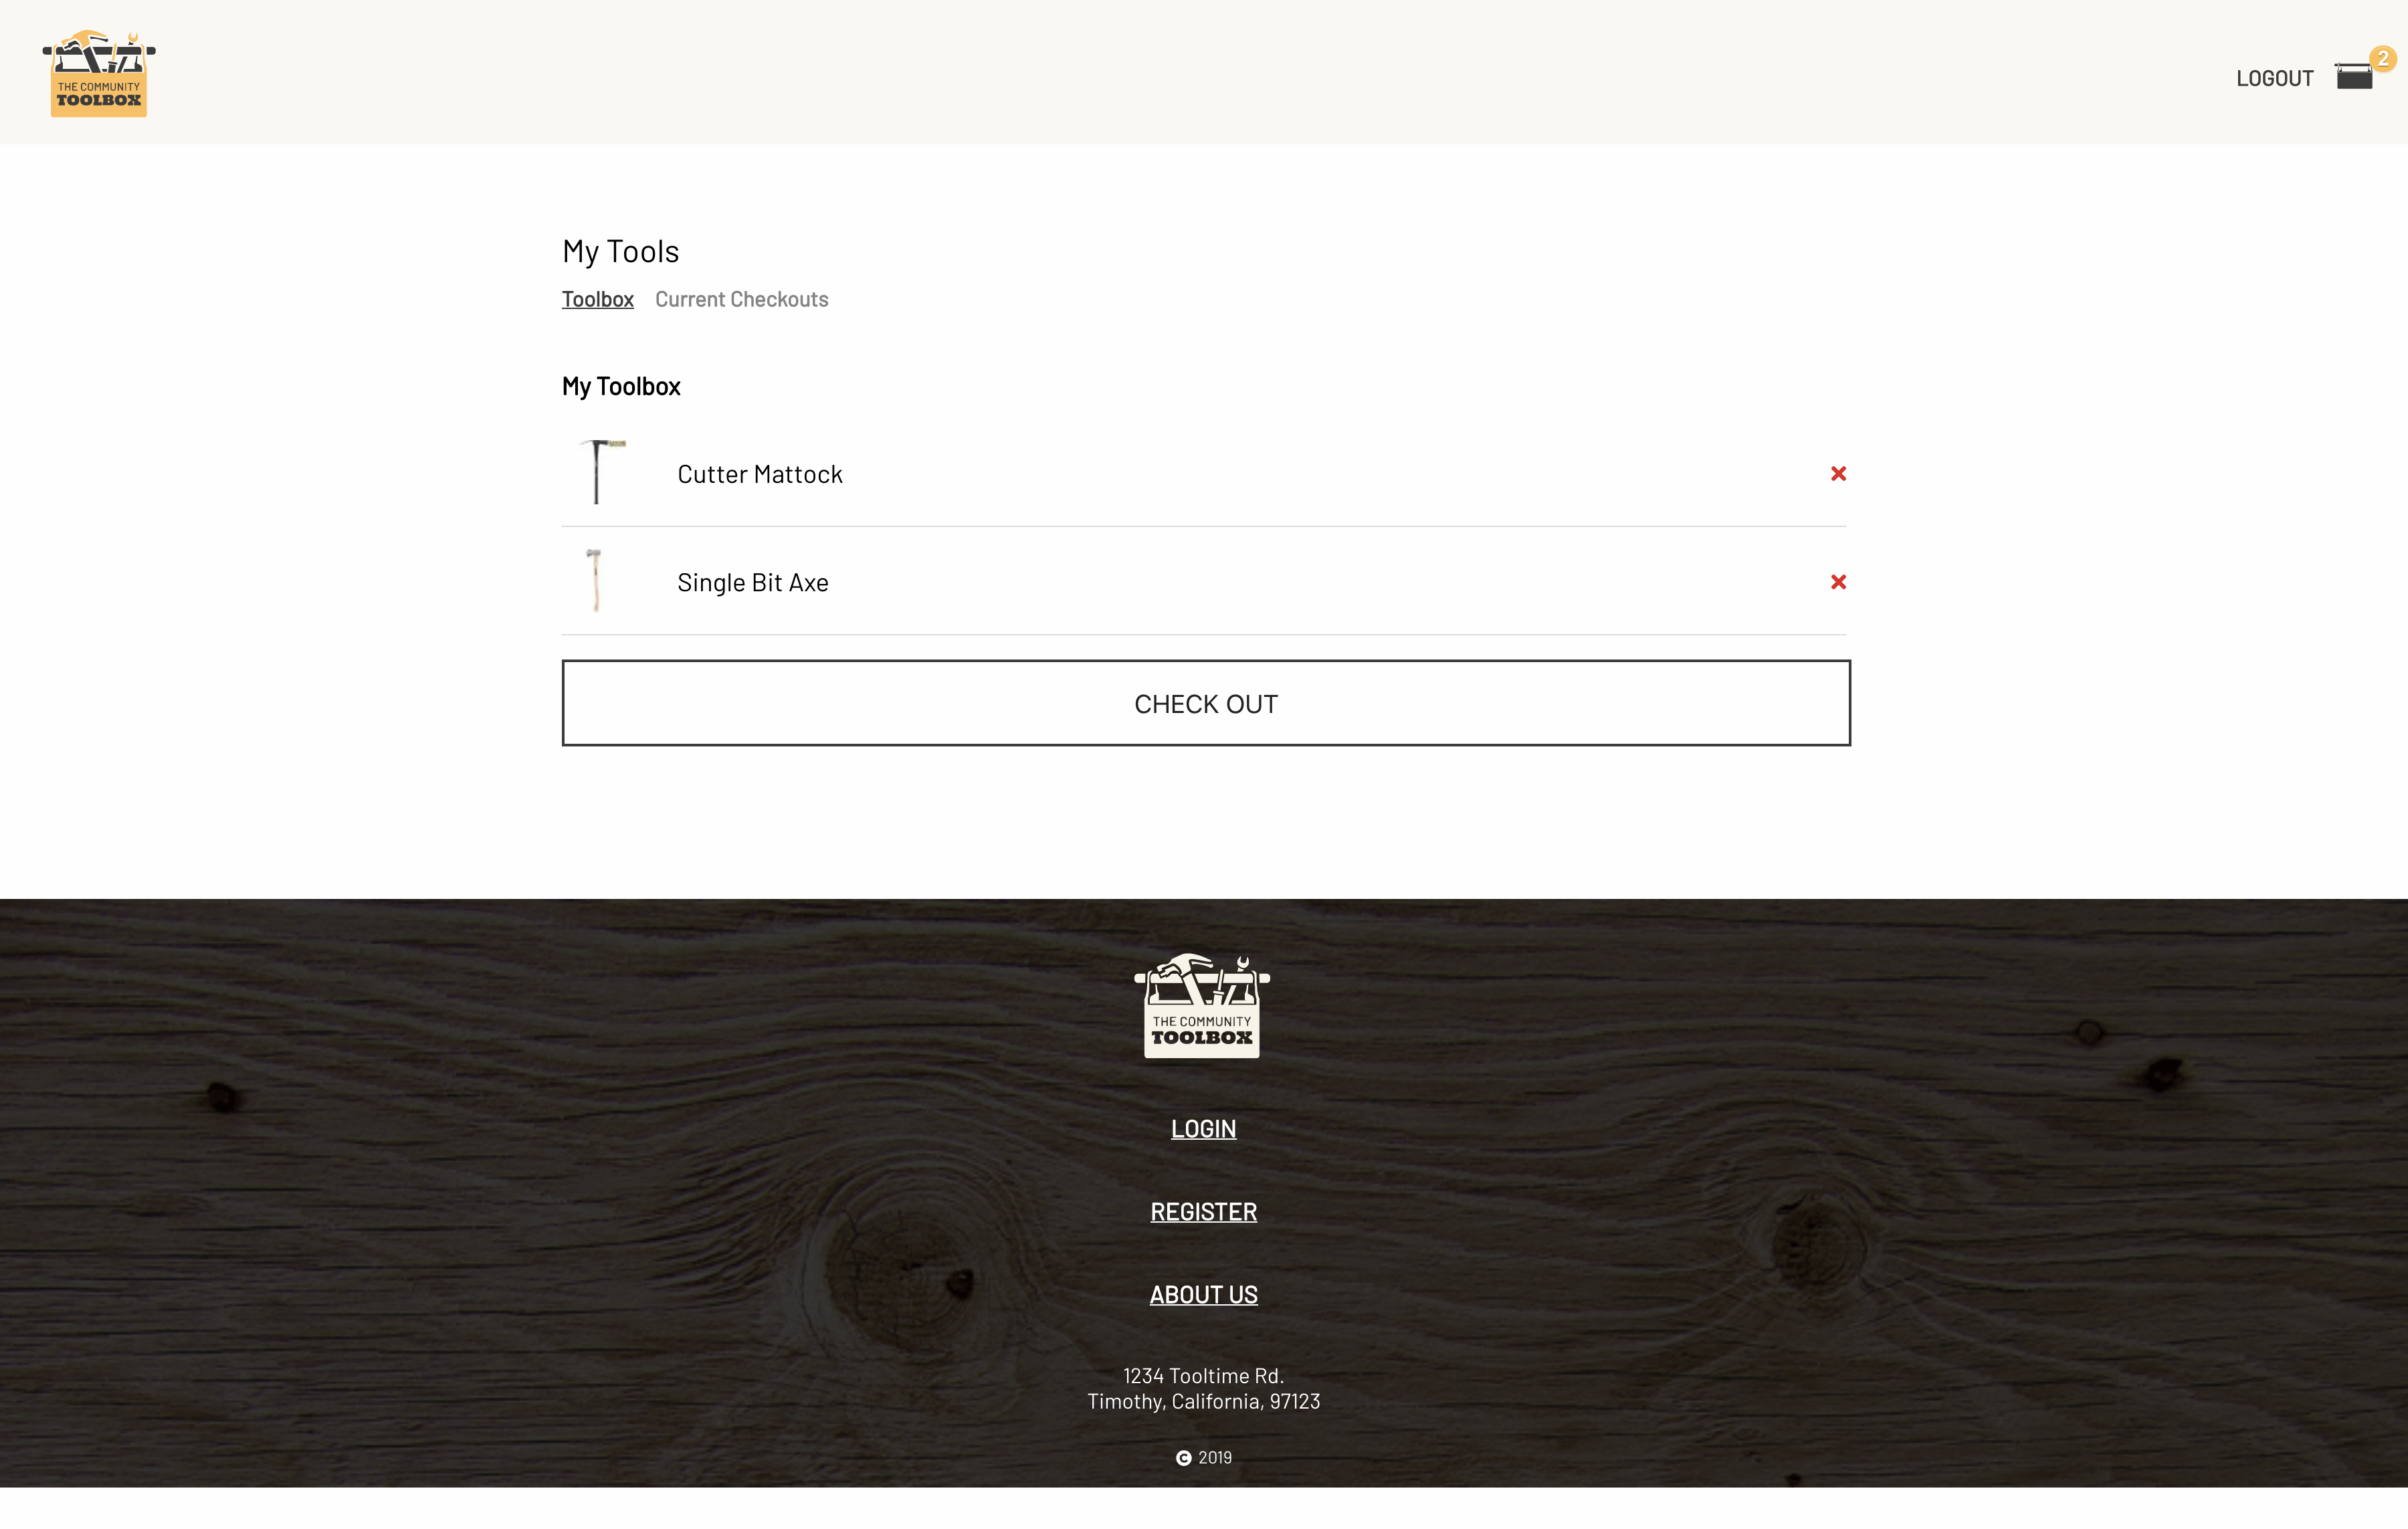 THE COMMUNITY
TOOLBOX
LOGOUT
2
My Tools
Toolbox Current Checkouts
My Toolbox
Cutter Mattock
Single Bit Axe
CHECK OUT
THE COMMUNITY
TOOLBOX
LOGIN
REGISTER
ABOUT US
1234 Tooltime Rd.
Timothy, California, 97123
© 2019